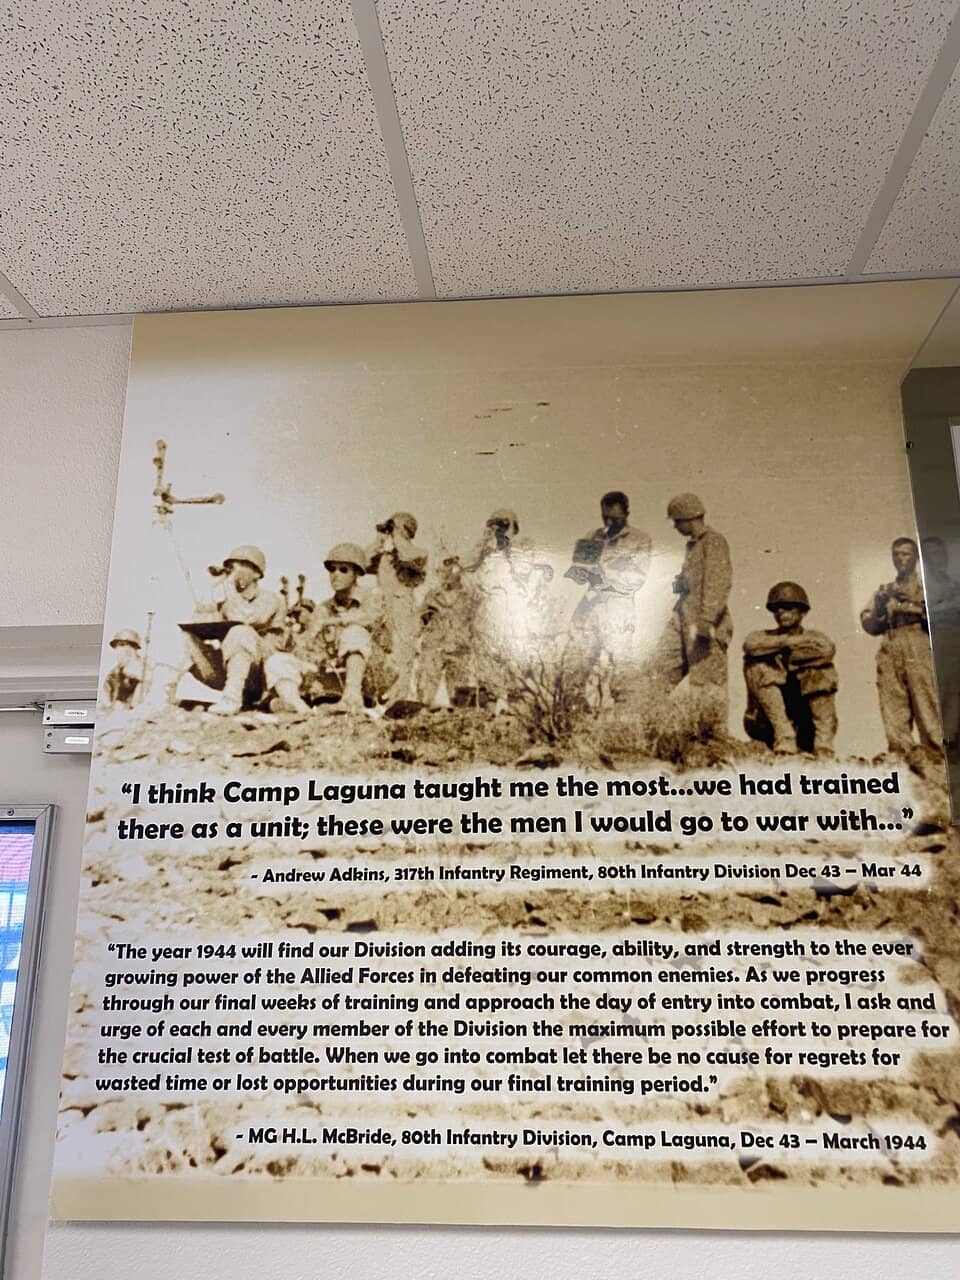 “I think Camp Laguna taught me the most...we had trained
there as a unit; these were the men I would go to war with...”
- Andrew Adkins, 317th Infantry Regiment, 80th Infantry Division Dec 43 – Mar 44
“The year 1944 will find our Division adding its courage, ability, and strength to the ever
growing power of the Allied Forces in defeating our common enemies. As we progress
through our final weeks of training and approach the day of entry into combat, I ask and
urge of each and every member of the Division the maximum possible effort to prepare for
the crucial test of battle. When we go into combat let there be no cause for regrets for
wasted time or lost opportunities during our final training period.”
- MG H.L. McBride, 80th Infantry Division, Camp Laguna, Dec 43 – March 1944